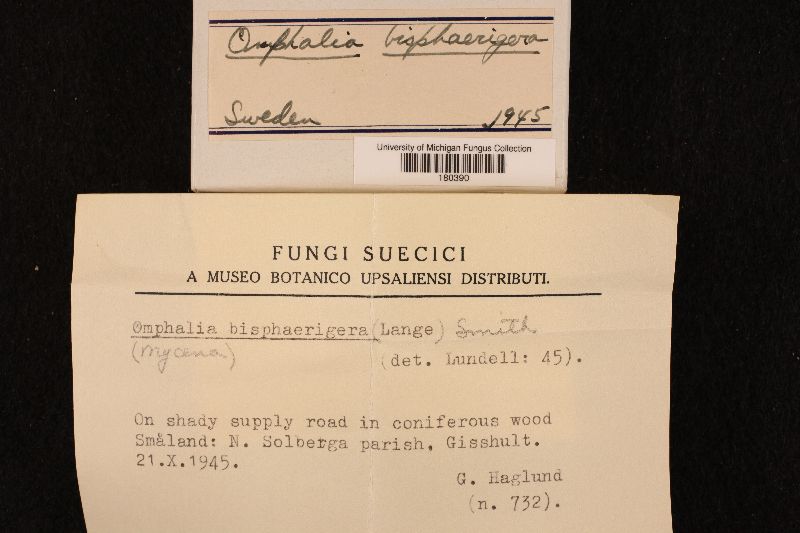 Omphalia bisphaerigera
Sweden 1945
University of Michigan Fungus Collection
180390
FUNGI SUECICI
A MUSEO BOTANICO UPSALIENSI DISTRIBUTI.
Omphalia bisphaerigera (Lange) Smith
(Mycena) (det. Lundell: 45).
On shady supply road in coniferous wood
Småland: N. Solberga parish, Gisshult.
21.X.1945.
G. Haglund
(n. 732).